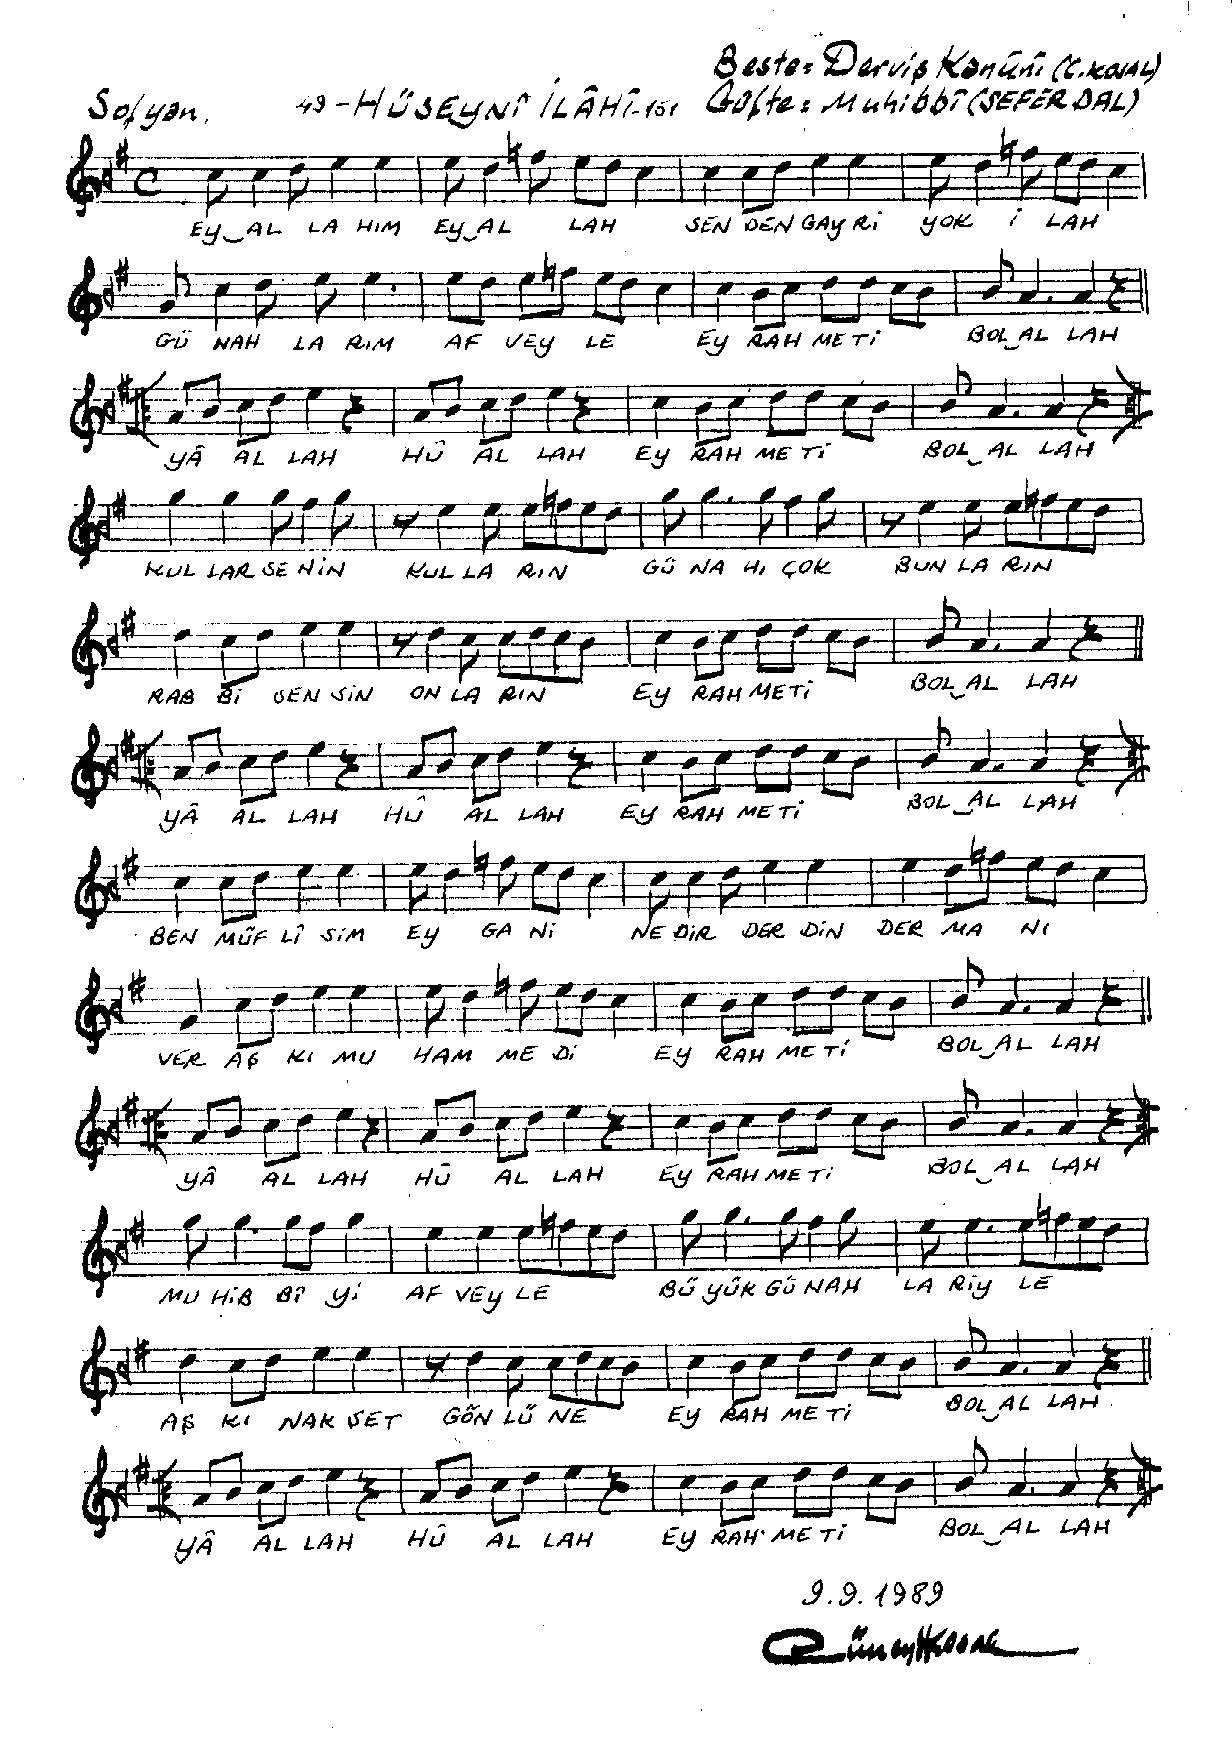 Beste: Derviş Kanûnî (C. KOSAL)
Sofyan. 49-HÜSEYNÎ İLÂHÎ-151 Güfte: Muhibbî (SEFER DAL)
EY_AL LA HIM EY_AL LAH SEN DEN GAY Rİ YOK İ LAH
GÜ NAH LA RIM AF VEY LE EY RAH ME Tİ BOL_AL LAH
YÂ AL LAH HÛ AL LAH EY RAH ME Tİ BOL_AL LAH
KUL LAR SE NİN KUL LA RIN GÜ NA HI ÇOK BUN LA RIN
RAB Bİ SEN SİN ON LA RIN EY RAH ME Tİ BOL_AL LAH
YÂ AL LAH HÛ AL LAH EY RAH ME Tİ BOL_AL LAH
BEN MÜF LÎ SİM EY GA Nİ NE DİR DER DİN DER MA NI
VER AŞ KI MU HAM ME Dİ EY RAH ME Tİ BOL_AL LAH
YÂ AL LAH HÛ AL LAH EY RAH ME Tİ BOL_AL LAH
MU HİB BÎ Yİ AF VEY LE BÜ YÜK GÜ NAH LA RİY LE
AŞ KI NAK ŞET GÖN LÜ NE EY RAH ME Tİ BOL_AL LAH
YÂ AL LAH HÛ AL LAH EY RAH ME Tİ BOL_AL LAH
9.9.1989